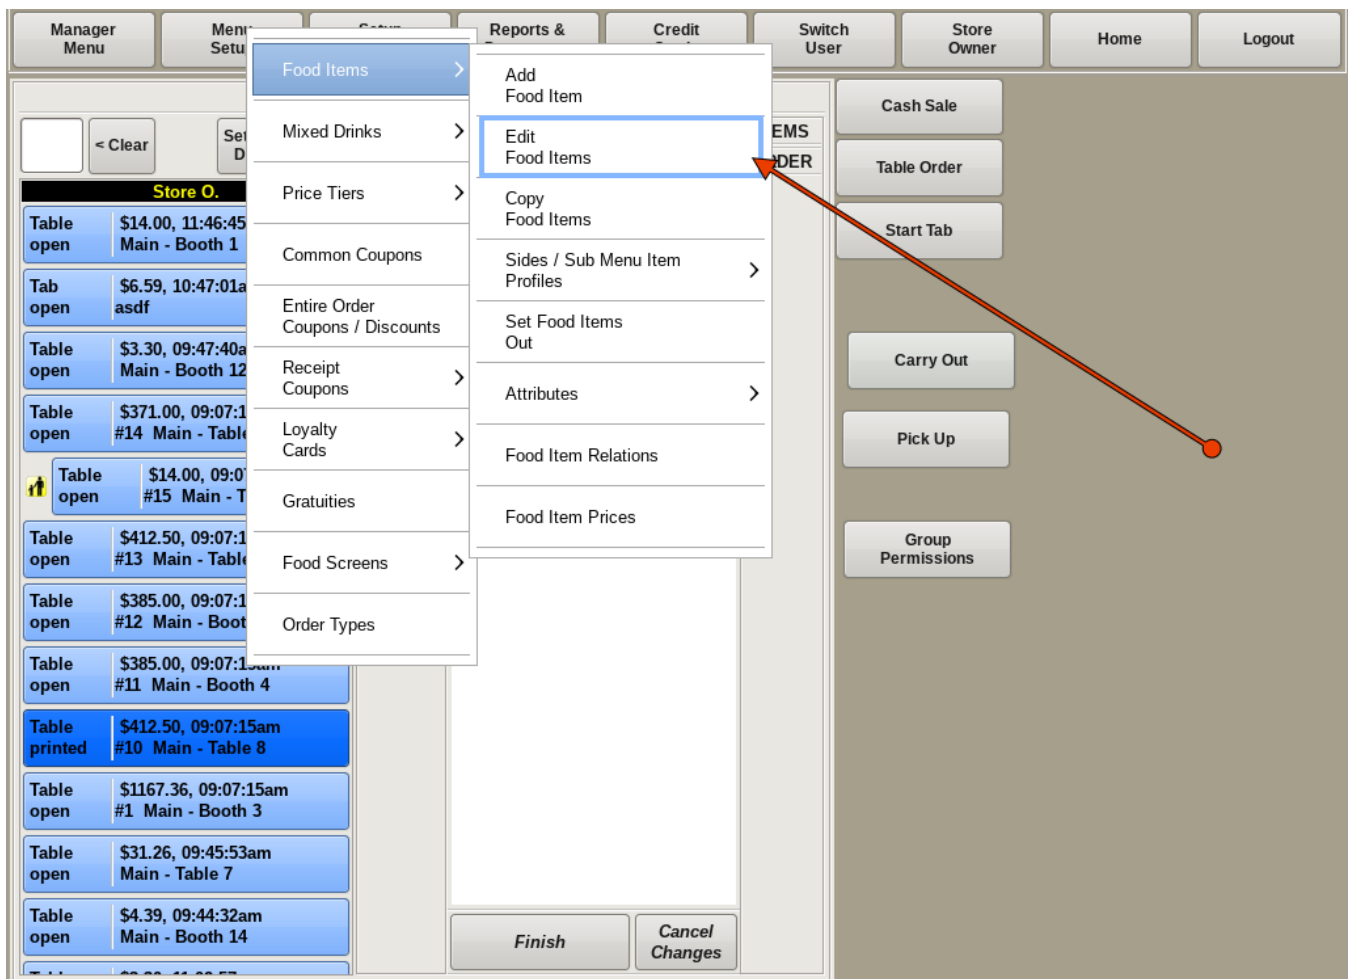 Manager
Menu
Menu
Setu
Reports &
Credit
Switch
User
Store
Owner
Home
Logout
< Clear
Set
D
Store O.
Table
open
$14.00, 11:46:45
Main - Booth 1
Tab
open
$6.59, 10:47:01a
asdf
Table
open
$3.30, 09:47:40a
Main - Booth 12
Table
open
$371.00, 09:07:1
#14 Main - Table
Table
open
$14.00, 09:07
#15 Main - T
Table
open
$412.50, 09:07:1
#13 Main - Table
Table
open
$385.00, 09:07:1
#12 Main - Boot
Table
open
$385.00, 09:07:15am
#11 Main - Booth 4
Table
printed
$412.50, 09:07:15am
#10 Main - Table 8
Table
open
$1167.36, 09:07:15am
#1 Main - Booth 3
Table
open
$31.26, 09:45:53am
Main - Table 7
Table
open
$4.39, 09:44:32am
Main - Booth 14
Food Items
Mixed Drinks
Price Tiers
Common Coupons
Entire Order
Coupons / Discounts
Receipt
Coupons
Loyalty
Cards
Gratuities
Food Screens
Order Types
Add
Food Item
Edit
Food Items
Copy
Food Items
Sides / Sub Menu Item
Profiles
Set Food Items
Out
Attributes
Food Item Relations
Food Item Prices
EMS
DER
Finish
Cancel
Changes
Cash Sale
Table Order
Start Tab
Carry Out
Pick Up
Group
Permissions